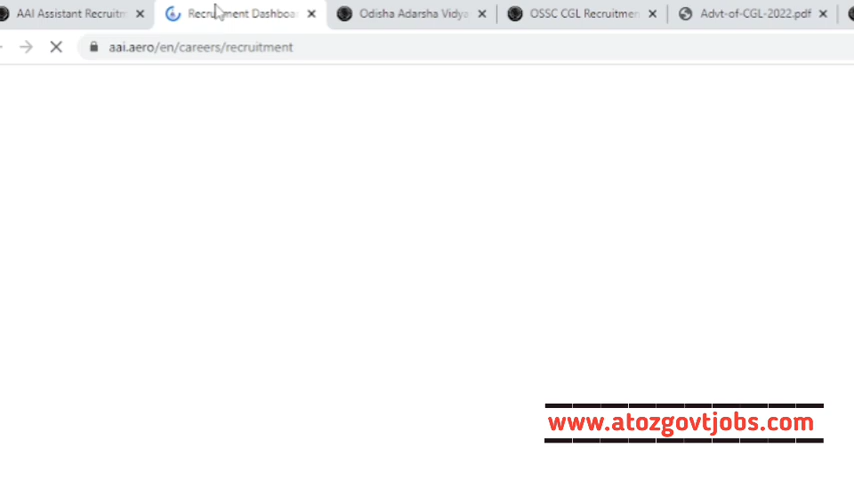 AAI Assistant Recruitm
Recruitment Dashboa
Odisha Adarsha Vidya
OSSC CGL Recruitmen
Advt-of-CGL-2022.pdf
aai.aero/en/careers/recruitment
www.atozgovtjobs.com